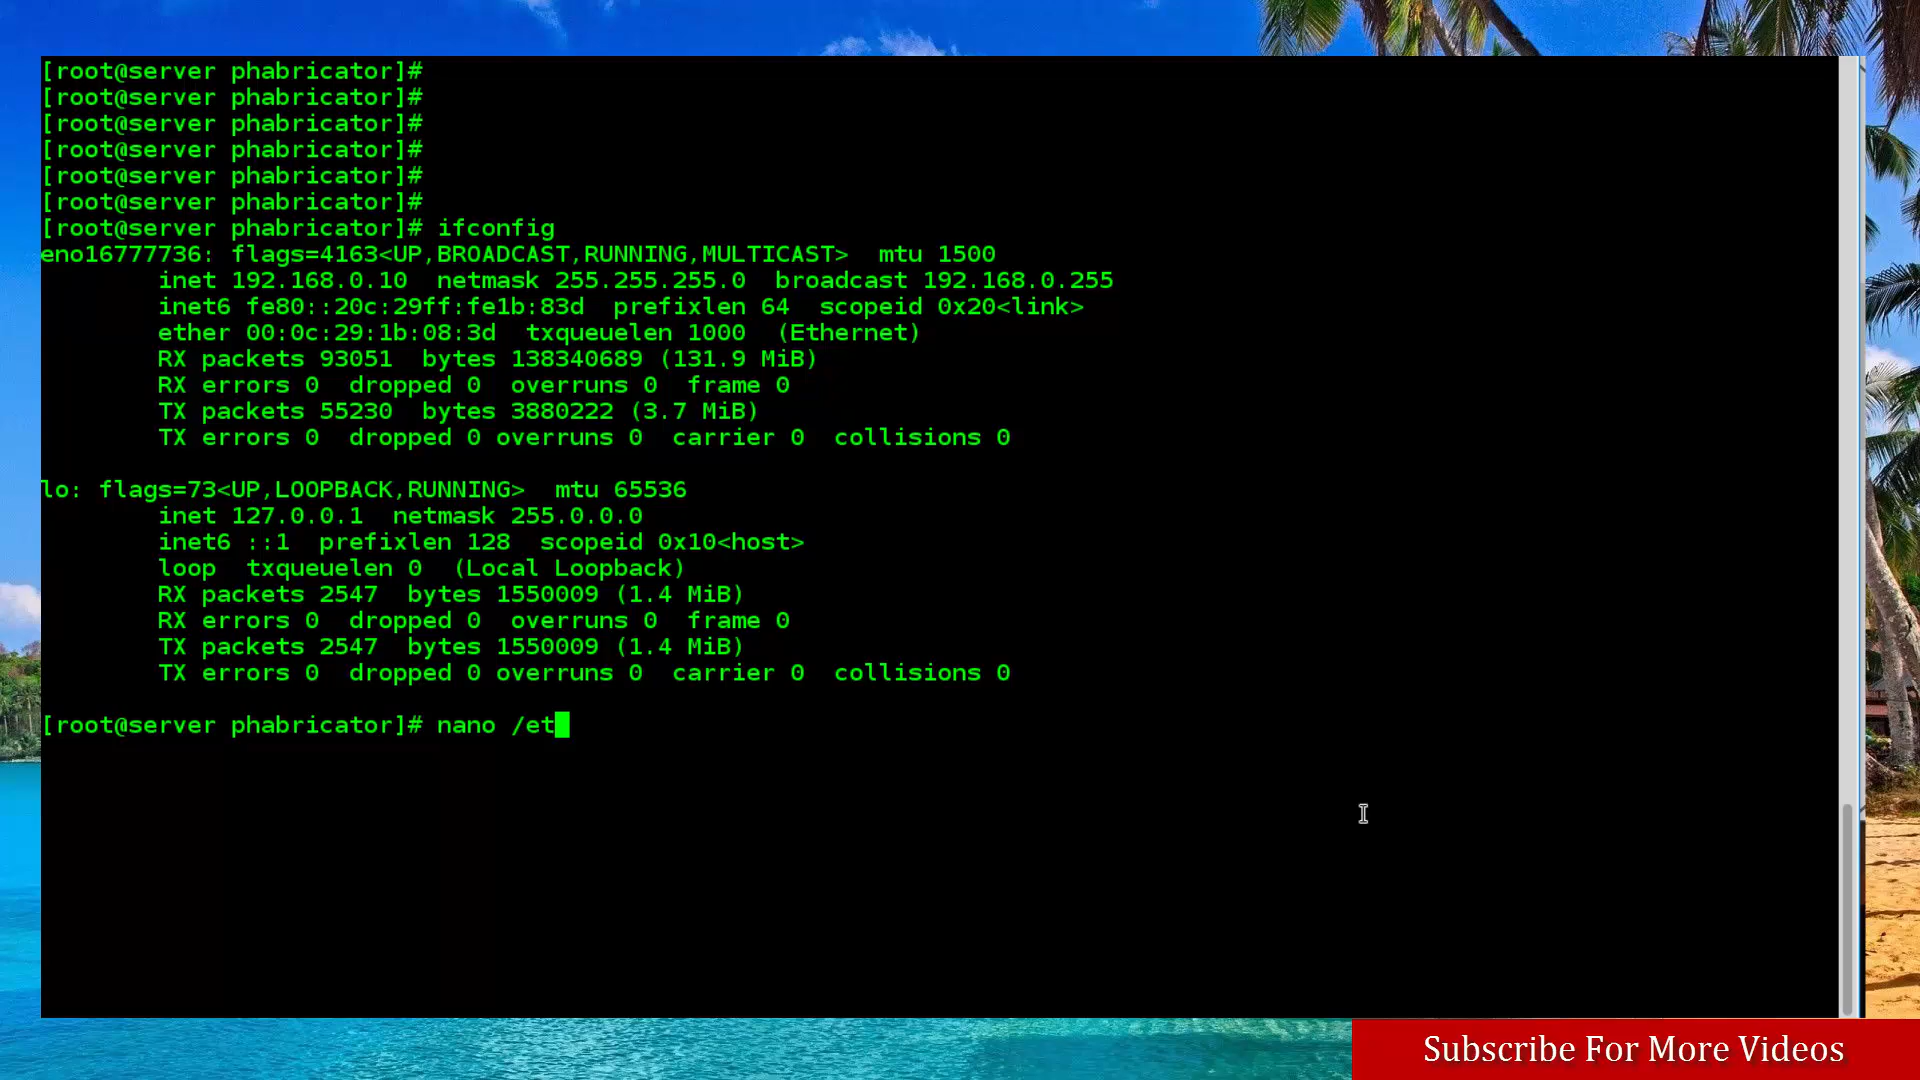 [root@server phabricator]#
[root@server phabricator]#
[root@server phabricator]#
[root@server phabricator]#
[root@server phabricator]#
[root@server phabricator]#
[root@server phabricator]# ifconfig
eno16777736: flags=4163<UP,BROADCAST,RUNNING,MULTICAST>  mtu 1500
        inet 192.168.0.10  netmask 255.255.255.0  broadcast 192.168.0.255
        inet6 fe80::20c:29ff:fe1b:83d  prefixlen 64  scopeid 0x20<link>
        ether 00:0c:29:1b:08:3d  txqueuelen 1000  (Ethernet)
        RX packets 93051  bytes 138340689 (131.9 MiB)
        RX errors 0  dropped 0  overruns 0  frame 0
        TX packets 55230  bytes 3880222 (3.7 MiB)
        TX errors 0  dropped 0 overruns 0  carrier 0  collisions 0
lo: flags=73<UP,LOOPBACK,RUNNING>  mtu 65536
        inet 127.0.0.1  netmask 255.0.0.0
        inet6 ::1  prefixlen 128  scopeid 0x10<host>
        loop  txqueuelen 0  (Local Loopback)
        RX packets 2547  bytes 1550009 (1.4 MiB)
        RX errors 0  dropped 0  overruns 0  frame 0
        TX packets 2547  bytes 1550009 (1.4 MiB)
        TX errors 0  dropped 0 overruns 0  carrier 0  collisions 0
[root@server phabricator]# nano /et
Subscribe For More Videos